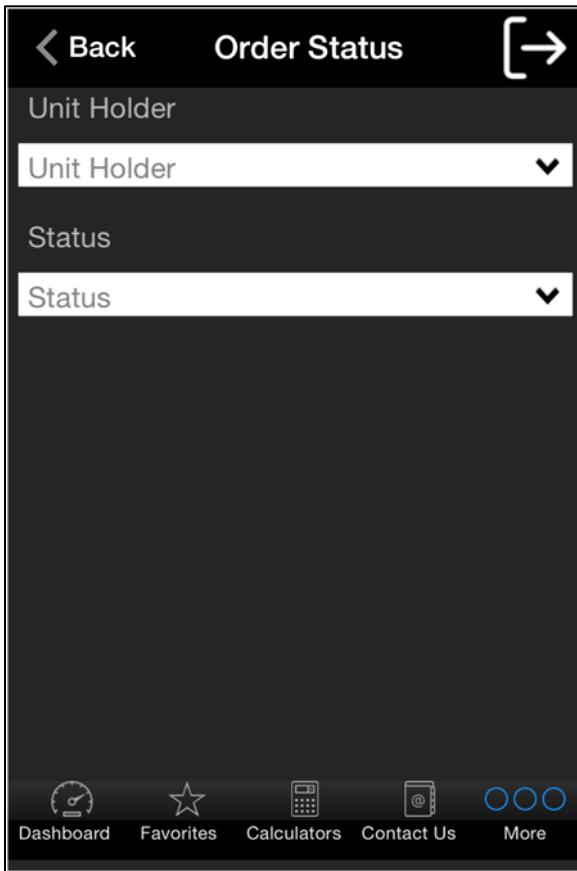 Back Order Status
Unit Holder
Unit Holder
Status
Status
Dashboard Favorites Calculators Contact Us More